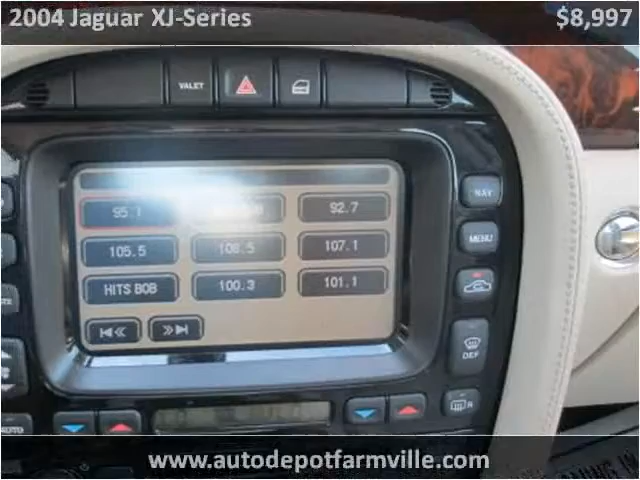 2004 Jaguar XJ-Series $8,997
VALET
95.1 92.7 NAV
105.5 106.5 107.1 MENU
HITS BOB 100.3 101.1
DEF
AUTO R
www.autodepotfarmville.com